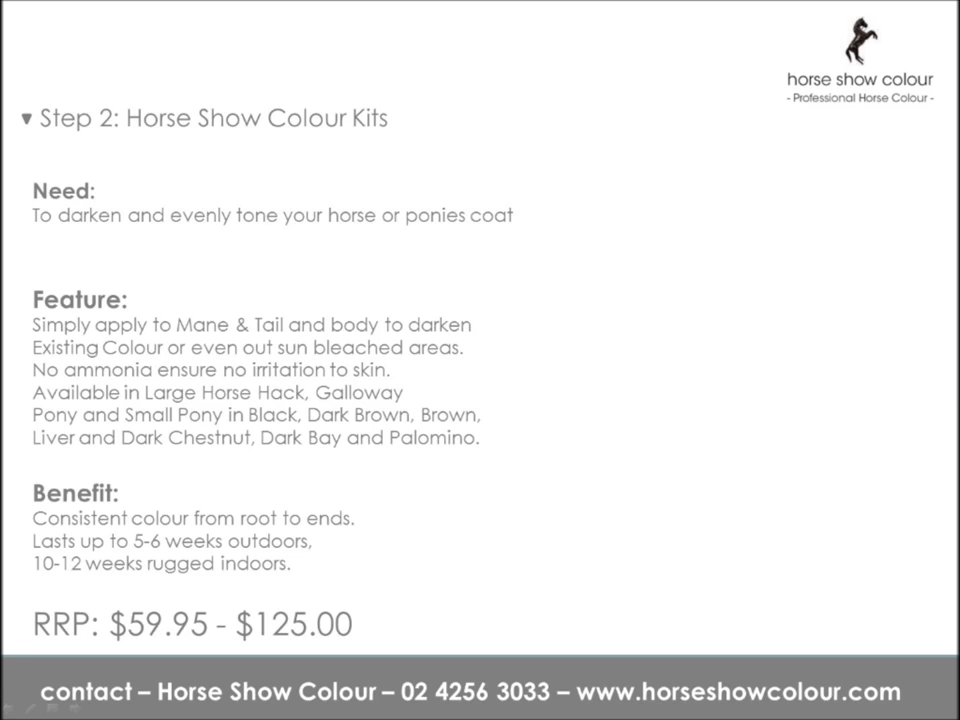 horse show colour
- Professional Horse Colour -
Step 2: Horse Show Colour Kits
Need:
To darken and evenly tone your horse or ponies coat
Feature:
Simply apply to Mane & Tail and body to darken
Existing Colour or even out sun bleached areas.
No ammonia ensure no irritation to skin.
Available in Large Horse Hack, Galloway
Pony and Small Pony in Black, Dark Brown, Brown,
Liver and Dark Chestnut, Dark Bay and Palomino.
Benefit:
Consistent colour from root to ends.
Lasts up to 5-6 weeks outdoors,
10-12 weeks rugged indoors.
RRP: $59.95 - $125.00
contact – Horse Show Colour – 02 4256 3033 – www.horseshowcolour.com